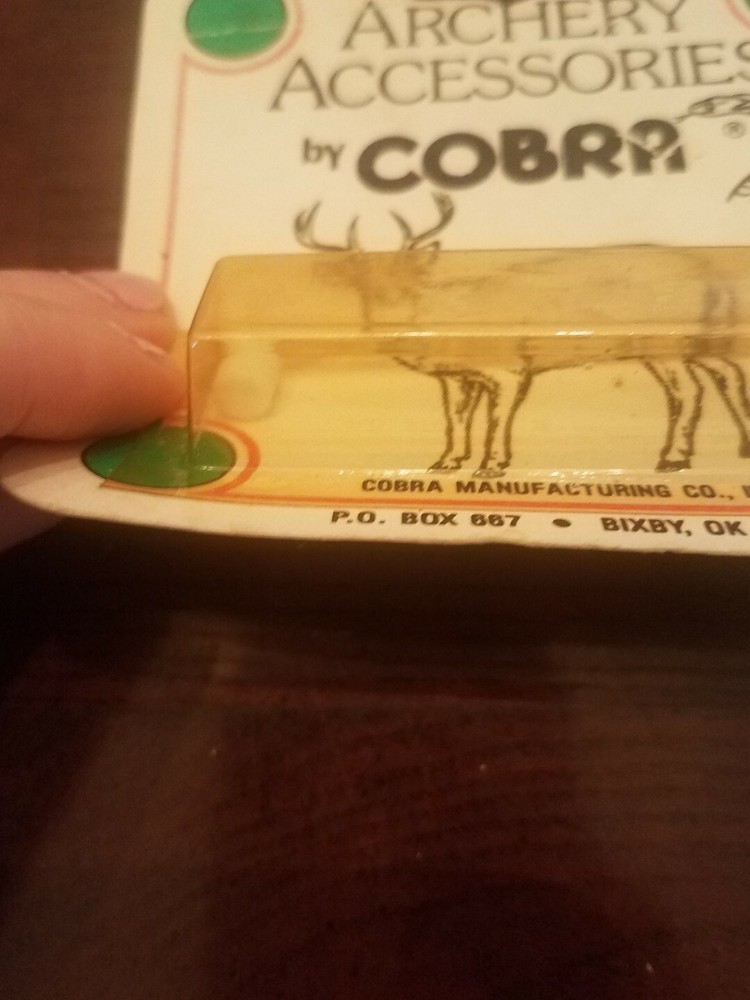 ARCHERY
ACCESSORIES
by COBRA ®
COBRA MANUFACTURING CO.,
P.O. BOX 667 • BIXBY, OK